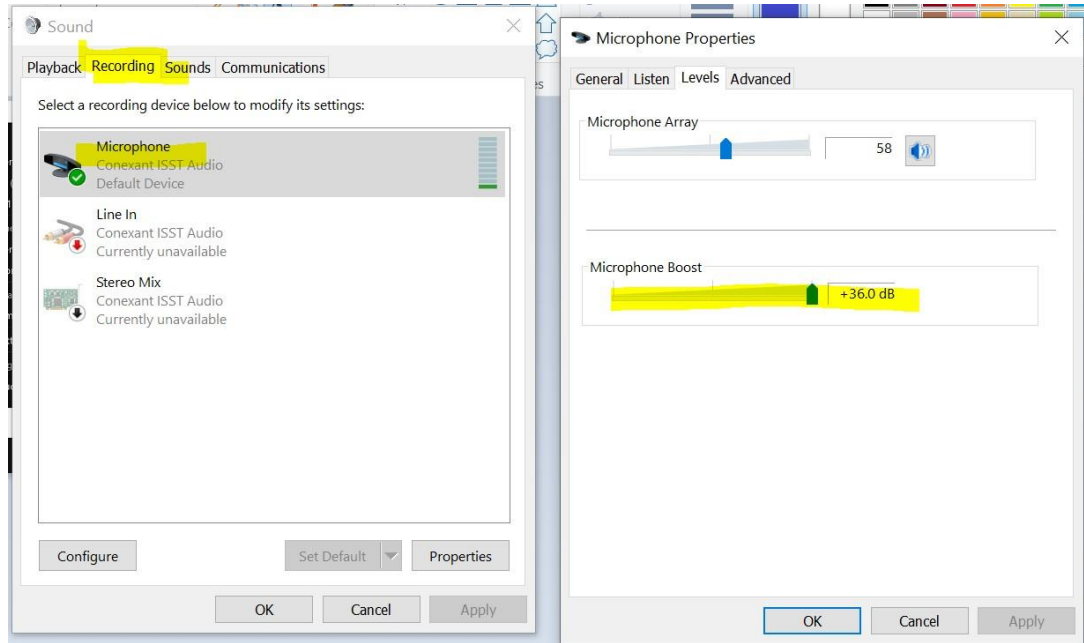 Sound
Playback Recording Sounds Communications
Select a recording device below to modify its settings:
Microphone
Conexant ISST Audio
Default Device
Line In
Conexant ISST Audio
Currently unavailable
Stereo Mix
Conexant ISST Audio
Currently unavailable
Configure Set Default Properties
OK Cancel Apply
Microphone Properties
General Listen Levels Advanced
Microphone Array
58
Microphone Boost
+36.0 dB
OK Cancel Apply